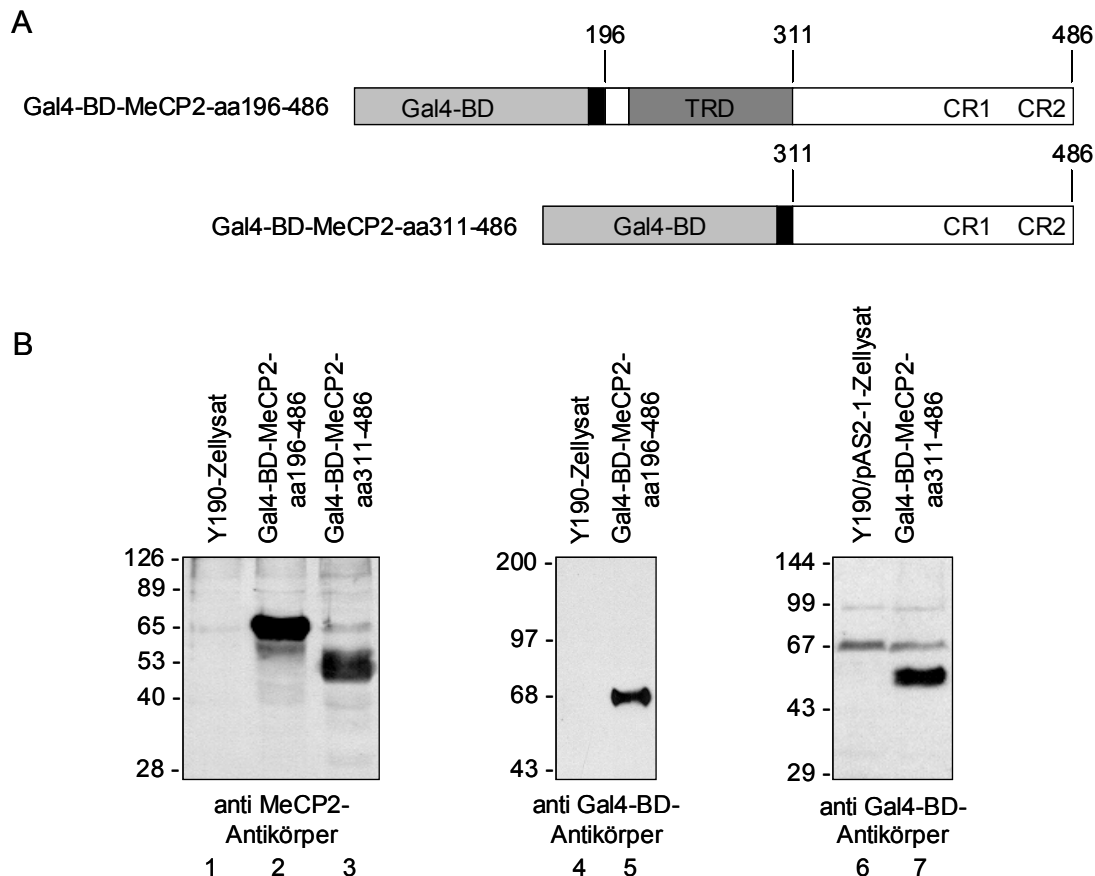 A
196 311 486
Gal4-BD-MeCP2-aa196-486 Gal4-BD TRD CR1 CR2
311 486
Gal4-BD-MeCP2-aa311-486 Gal4-BD CR1 CR2
B
Y190-Zellysat
Gal4-BD-MeCP2-
aa196-486
Gal4-BD-MeCP2-
aa311-486
126 -
89 -
65 -
53 -
40 -
28 -
anti MeCP2-
Antikörper
1 2 3
Y190-Zellysat
Gal4-BD-MeCP2-
aa196-486
200 -
97 -
68 -
43 -
anti Gal4-BD-
Antikörper
4 5
Y190/pAS2-1-Zellysat
Gal4-BD-MeCP2-
aa311-486
144 -
99 -
67 -
43 -
29 -
anti Gal4-BD-
Antikörper
6 7